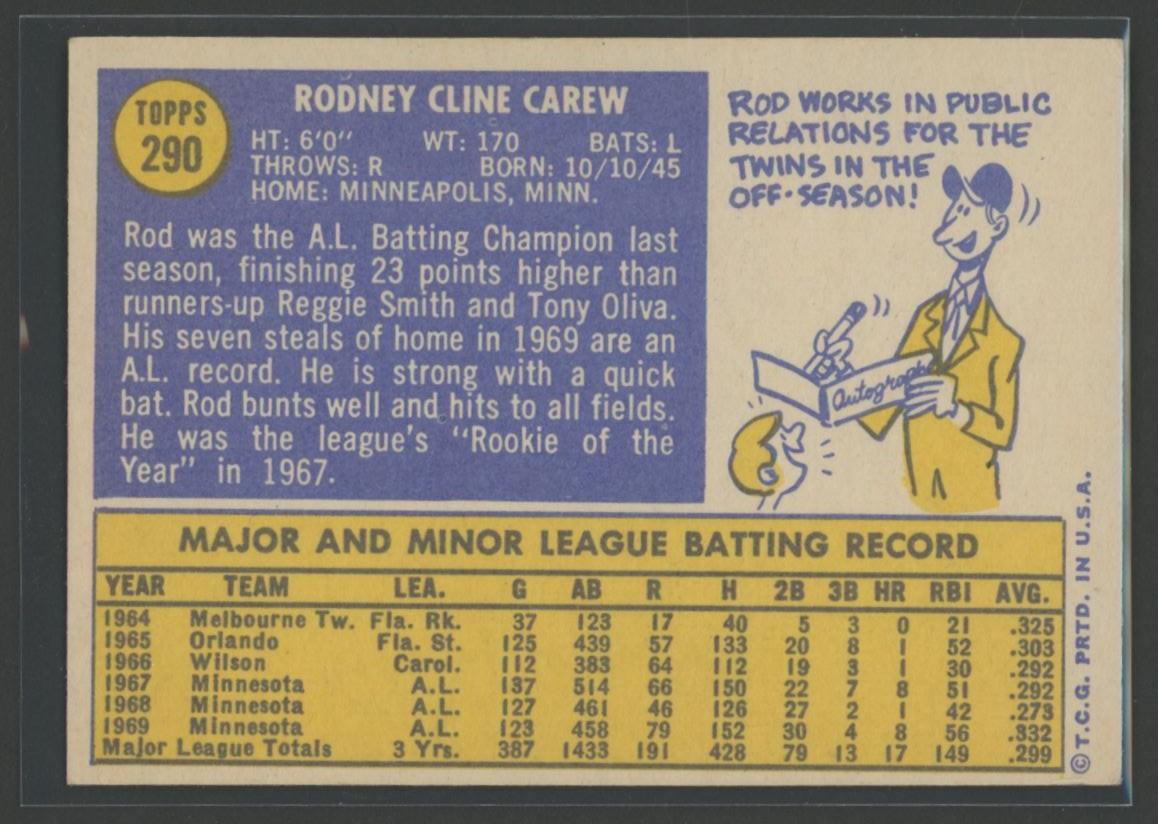 TOPPS
290
RODNEY CLINE CAREW
HT: 6'0" WT: 170 BATS: L
THROWS: R BORN: 10/10/45
HOME: MINNEAPOLIS, MINN.
Rod was the A.L. Batting Champion last
season, finishing 23 points higher than
runners-up Reggie Smith and Tony Oliva.
His seven steals of home in 1969 are an
A.L. record. He is strong with a quick
bat. Rod bunts well and hits to all fields.
He was the league's "Rookie of the
Year" in 1967.
ROD WORKS IN PUBLIC
RELATIONS FOR THE
TWINS IN THE
OFF-SEASON!
Autographs
MAJOR AND MINOR LEAGUE BATTING RECORD
YEAR TEAM LEA. G AB R H 2B 3B HR RBI AVG.
1964 Melbourne Tw. Fla. Rk. 37 123 17 40 5 3 0 21 .325
1965 Orlando Fla. St. 125 439 57 133 20 8 1 52 .303
1966 Wilson Carol. 112 383 64 112 19 3 1 30 .292
1967 Minnesota A.L. 137 514 66 150 22 7 8 51 .292
1968 Minnesota A.L. 127 461 46 126 27 2 1 42 .273
1969 Minnesota A.L. 123 458 79 152 30 4 8 56 .332
Major League Totals 3 Yrs. 387 1433 191 428 79 13 17 149 .299
© T.C.G. PRTD. IN U.S.A.